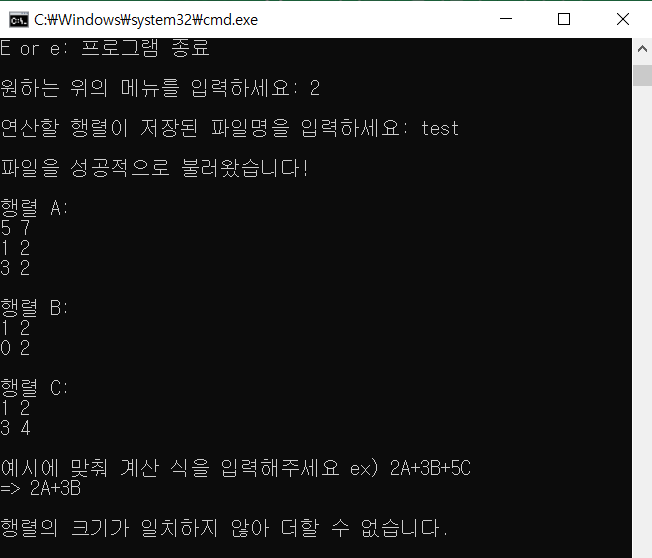 C:₩Windows₩system32₩cmd.exe
E or e: 프로그램 종료
원하는 위의 메뉴를 입력하세요: 2
연산할 행렬이 저장된 파일명을 입력하세요: test
파일을 성공적으로 불러왔습니다!
행렬 A:
5 7
1 2
3 2
행렬 B:
1 2
0 2
행렬 C:
1 2
3 4
예시에 맞춰 계산 식을 입력해주세요 ex) 2A+3B+5C
=> 2A+3B
행렬의 크기가 일치하지 않아 더할 수 없습니다.